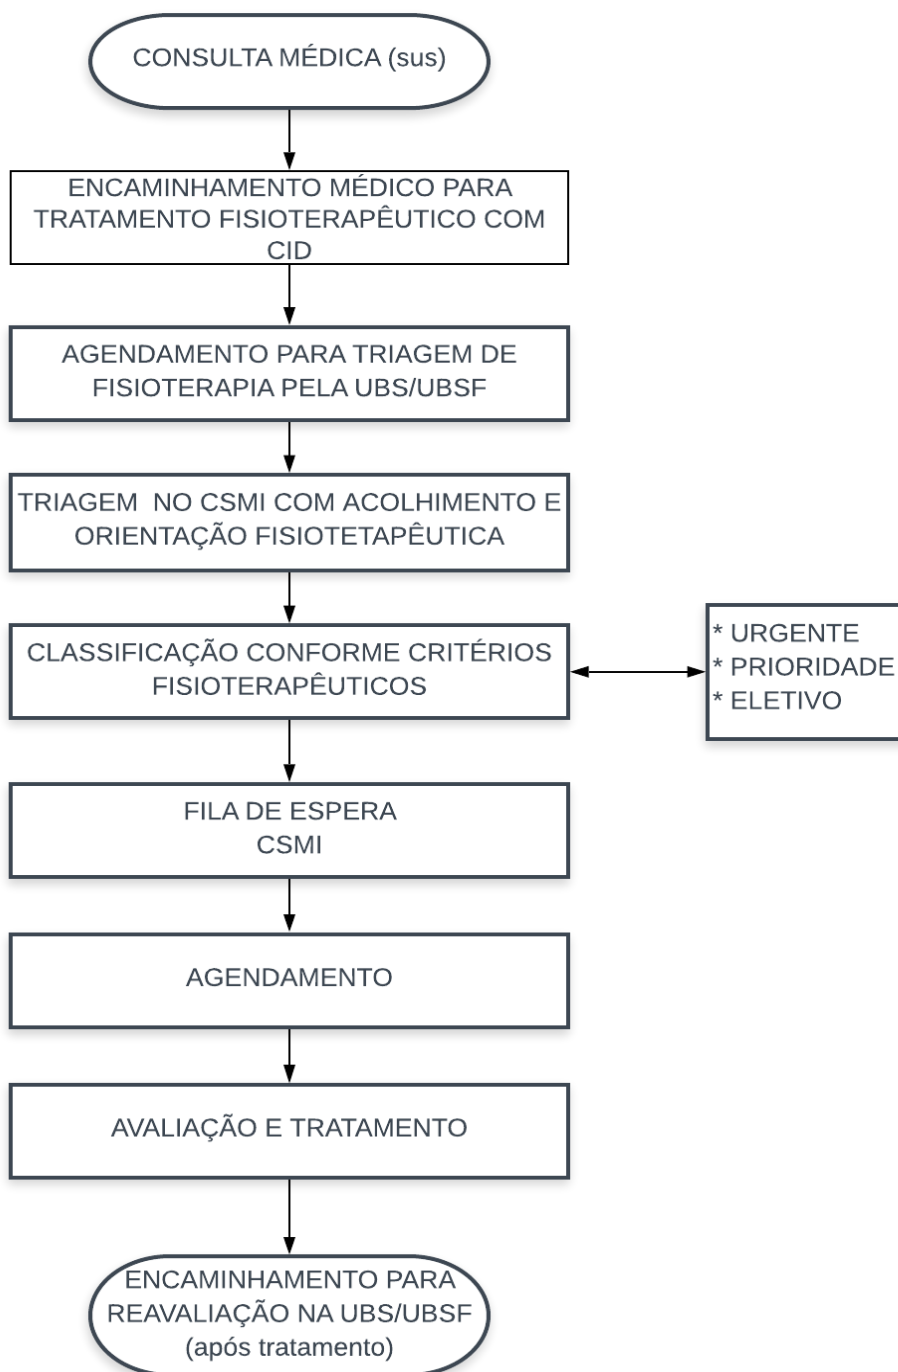 CONSULTA MÉDICA (sus)
ENCAMINHAMENTO MÉDICO PARA
TRATAMENTO FISIOTERAPÊUTICO COM
CID
AGENDAMENTO PARA TRIAGEM DE
FISIOTERAPIA PELA UBS/UBSF
TRIAGEM  NO CSMI COM ACOLHIMENTO E
ORIENTAÇÃO FISIOTETAPÊUTICA
CLASSIFICAÇÃO CONFORME CRITÉRIOS
FISIOTERAPÊUTICOS
* URGENTE
* PRIORIDADE
* ELETIVO
FILA DE ESPERA
CSMI
AGENDAMENTO
AVALIAÇÃO E TRATAMENTO
ENCAMINHAMENTO PARA
REAVALIAÇÃO NA UBS/UBSF
(após tratamento)